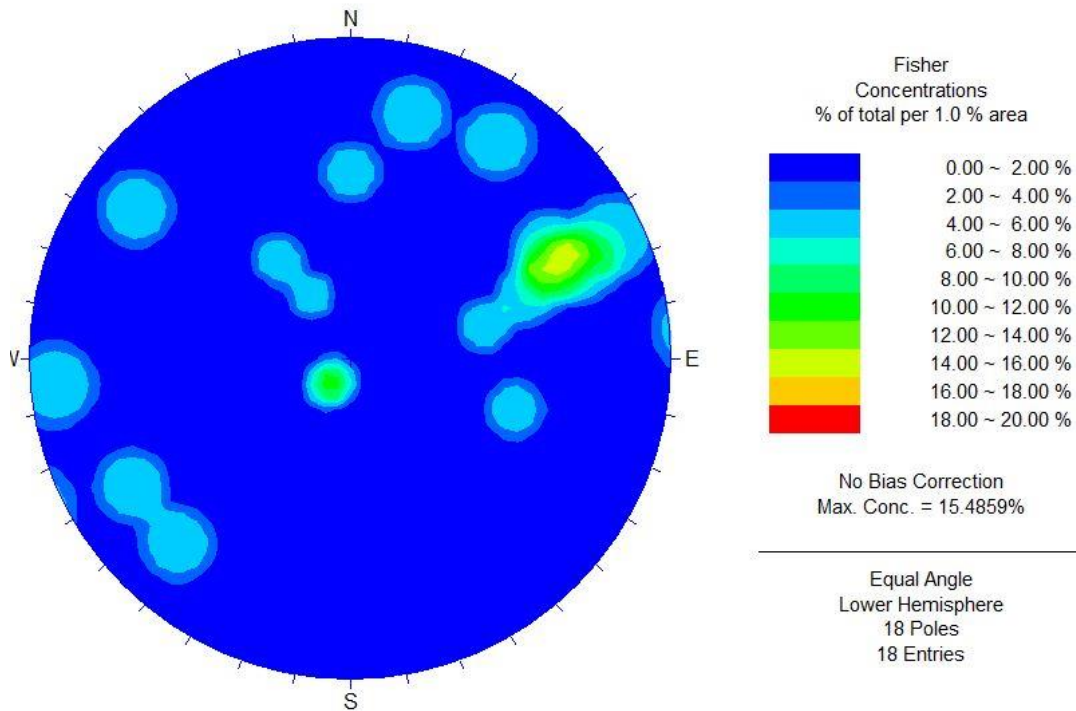 N
W
E
S
Fisher
Concentrations
% of total per 1.0 % area
0.00 ~ 2.00 %
2.00 ~ 4.00 %
4.00 ~ 6.00 %
6.00 ~ 8.00 %
8.00 ~ 10.00 %
10.00 ~ 12.00 %
12.00 ~ 14.00 %
14.00 ~ 16.00 %
16.00 ~ 18.00 %
18.00 ~ 20.00 %
No Bias Correction
Max. Conc. = 15.4859%
Equal Angle
Lower Hemisphere
18 Poles
18 Entries